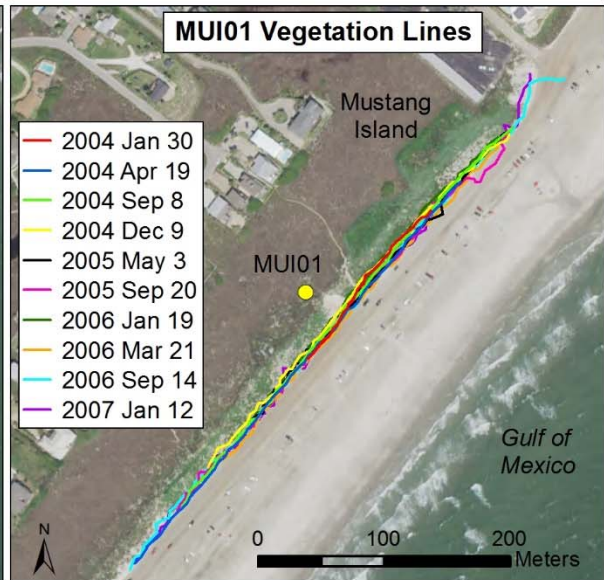 MUI01 Vegetation Lines
Mustang
Island
2004 Jan 30
2004 Apr 19
2004 Sep 8
2004 Dec 9
2005 May 3
2005 Sep 20
2006 Jan 19
2006 Mar 21
2006 Sep 14
2007 Jan 12
MUI01
Gulf of
Mexico
N
0 100 200
Meters